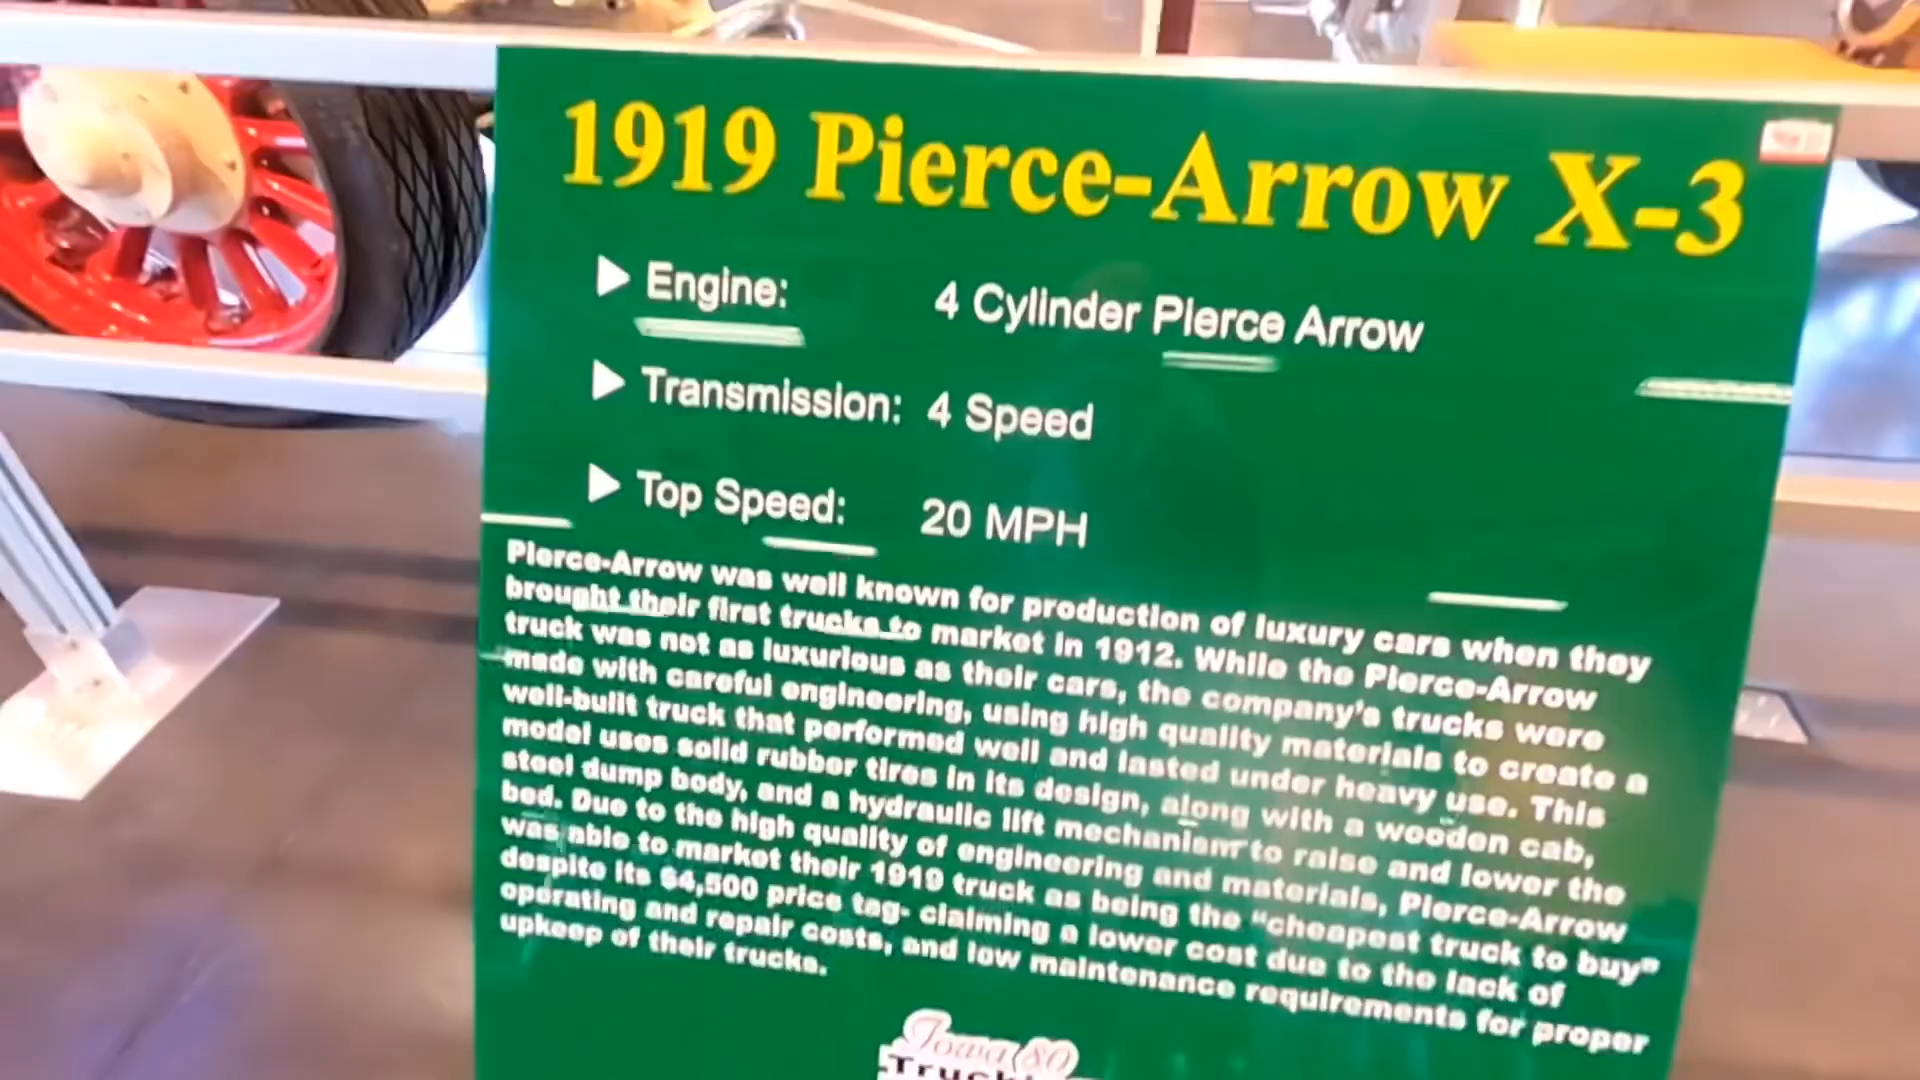 1919 Pierce-Arrow X-3
Engine: 4 Cylinder Pierce Arrow
Transmission: 4 Speed
Top Speed: 20 MPH
Pierce-Arrow was well known for production of luxury cars when they
brought their first trucks to market in 1912. While the Pierce-Arrow
truck was not as luxurious as their cars, the company's trucks were
made with careful engineering, using high quality materials to create a
well-built truck that performed well and lasted under heavy use. This
model uses solid rubber tires in its design, along with a wooden cab,
steel dump body, and a hydraulic lift mechanism to raise and lower the
bed. Due to the high quality of engineering and materials, Pierce-Arrow
was able to market their 1919 truck as being the "cheapest truck to buy"
despite its $4,500 price tag- claiming a lower cost due to the lack of
operating and repair costs, and low maintenance requirements for proper
upkeep of their trucks.
Iowa 80